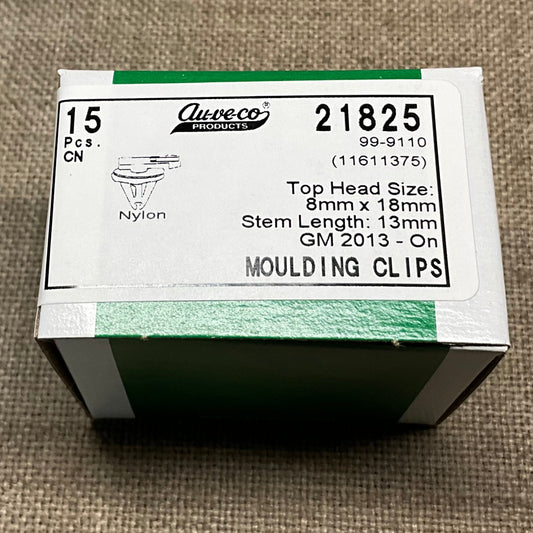 15
Pcs.
CN
au-ve-co®
PRODUCTS
Nylon
21825
99-9110
(11611375)
Top Head Size:
8mm x 18mm
Stem Length: 13mm
GM 2013 - On
MOULDING CLIPS